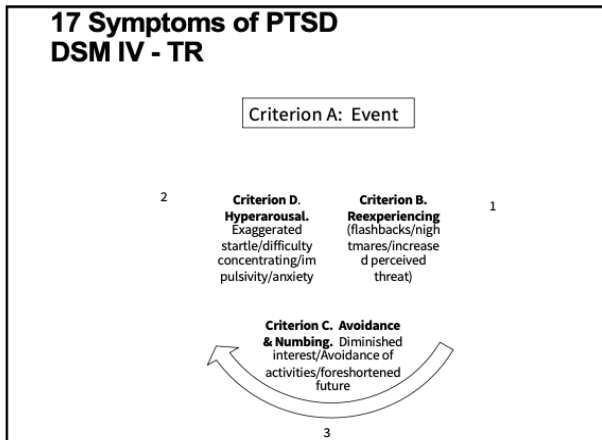 17 Symptoms of PTSD
DSM IV - TR
Criterion A: Event
2
Criterion D.
Hyperarousal.
Exaggerated
startle/difficulty
concentrating/im
pulsivity/anxiety
Criterion B.
Reexperiencing
(flashbacks/nigh
tmares/increase
d perceived
threat)
1
Criterion C. Avoidance
& Numbing. Diminished
interest/Avoidance of
activities/foreshortened
future
3